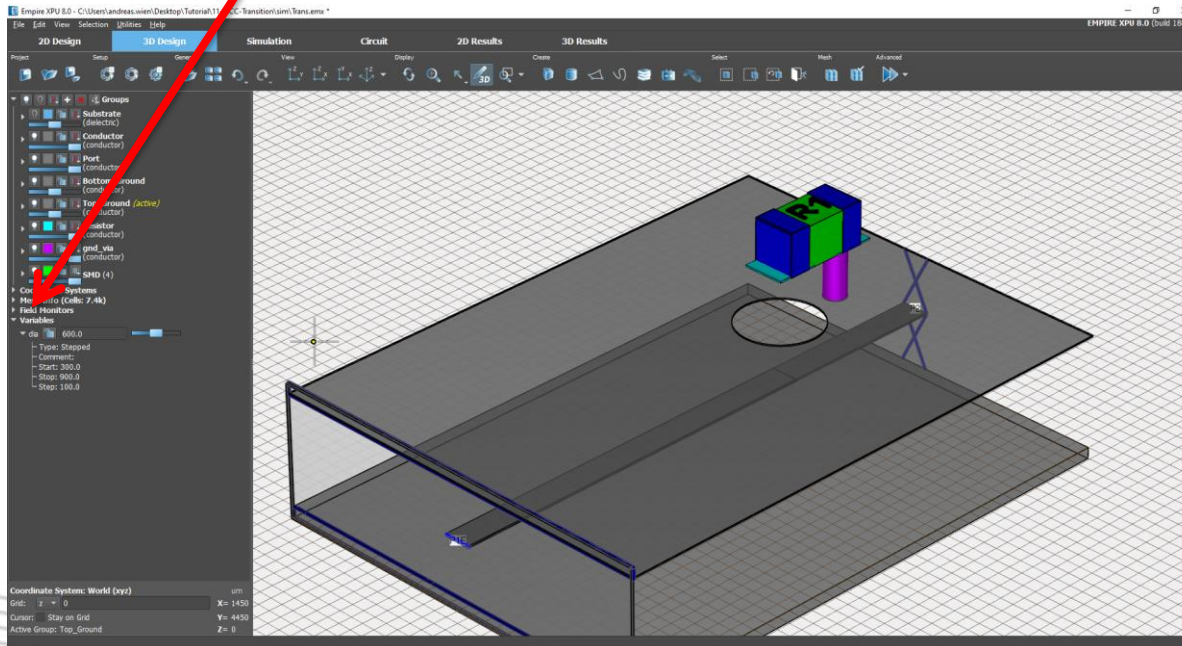 Empire XPU 8.0 - C:\Users\andreas.wien\Desktop\Tutorial\11 CC-Transition\sim\Trans.emx *
File Edit View Selection Utilities Help
EMPIRE XPU 8.0 (build 18
2D Design 3D Design Simulation Circuit 2D Results 3D Results
Project Setup View Display Create Select Mesh Advanced
3D
Groups
Substrate
(dielectric)
Conductor
(conductor)
Port
(conductor)
Bottom Ground
(conductor)
(active)
(conductor)
(conductor)
gnd_via
(conductor)
SMD (4)
Systems
(Cells: 7.4k)
Field Monitors
Variables
dia 600.0
Type: Stepped
Comment:
Start: 300.0
Stop: 900.0
Step: 100.0
R1
Coordinate System: World (xyz) um
Grid: z 0 X= 1450
Cursor: Stay on Grid Y= 4450
Active Group: Top_Ground Z= 0